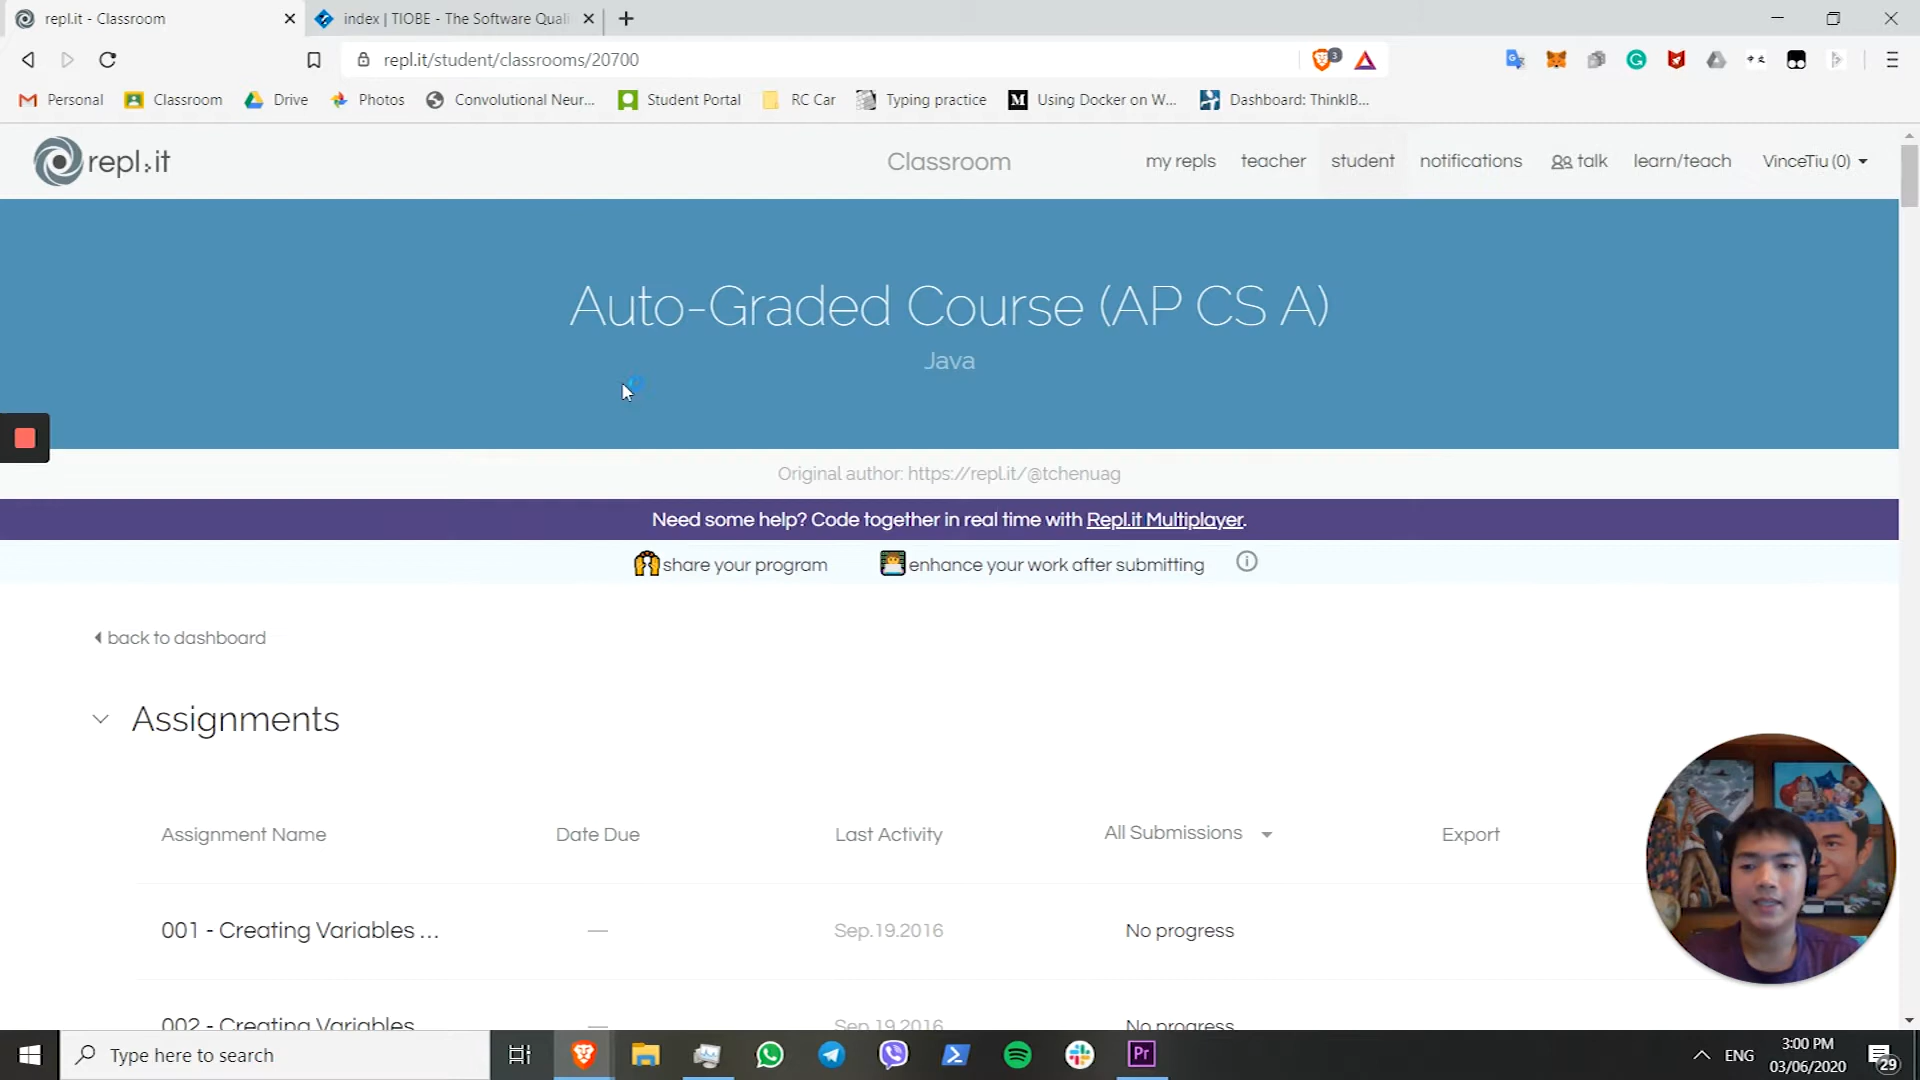 repl.it - Classroom
index | TIOBE - The Software Quali
repl.it/student/classrooms/20700
3
Personal
Classroom
Drive
Photos
Convolutional Neur...
Student Portal
RC Car
Typing practice
Using Docker on W...
Dashboard: ThinkIB...
repl.it
Classroom
my repls
teacher
student
notifications
talk
learn/teach
VinceTiu (0)
Auto-Graded Course (AP CS A)
Java
Original author: https://repl.it/@tchenuag
Need some help? Code together in real time with Repl.it Multiplayer.
share your program
enhance your work after submitting
back to dashboard
Assignments
Assignment Name
Date Due
Last Activity
All Submissions
Export
001 - Creating Variables ...
—
Sep.19.2016
No progress
002 - Creating Variables
—
Sep.19.2016
No progress
Type here to search
Pr
ENG
3:00 PM
03/06/2020
29